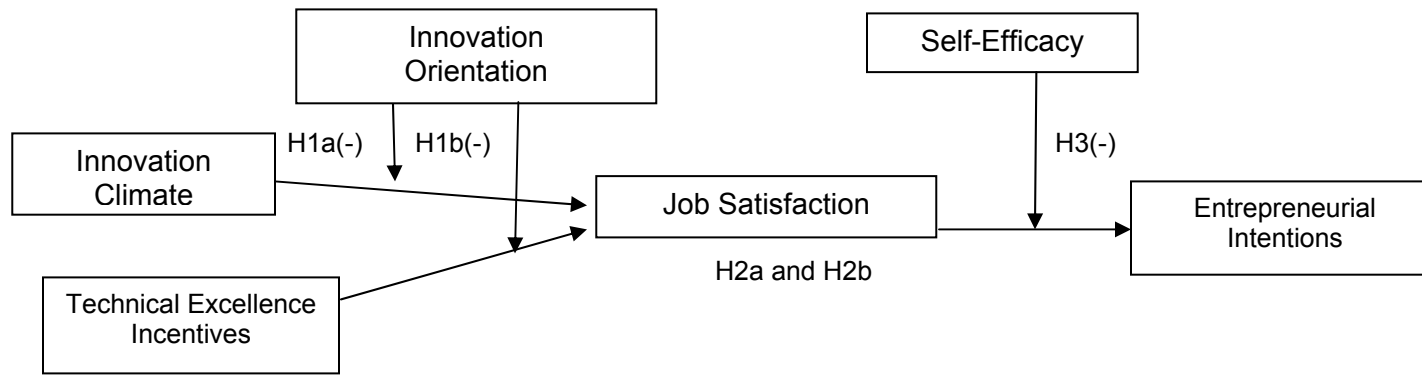 Innovation
Orientation
Self-Efficacy
H1a(-)
H1b(-)
H3(-)
Innovation
Climate
Job Satisfaction
Entrepreneurial
Intentions
H2a and H2b
Technical Excellence
Incentives